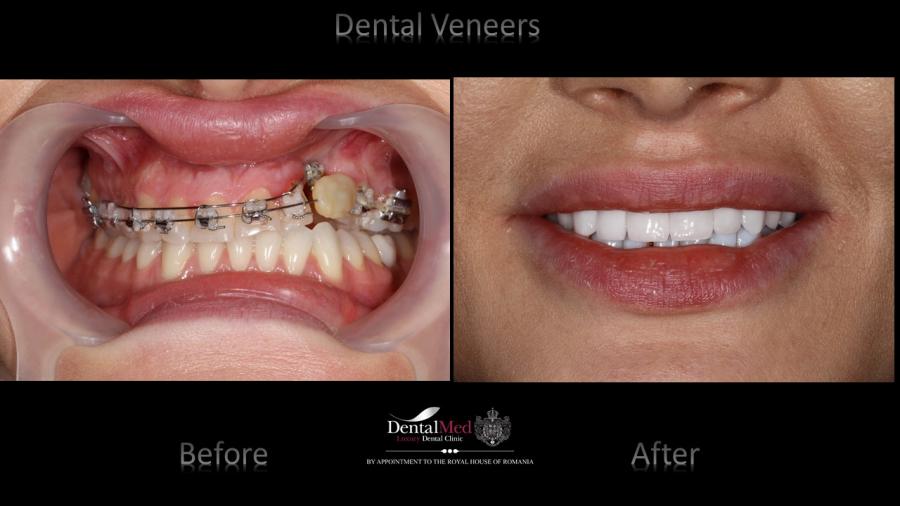 Dental Veneers
Before
DentalMed
Luxury Dental Clinic
BY APPOINTMENT TO THE ROYAL HOUSE OF ROMANIA
After